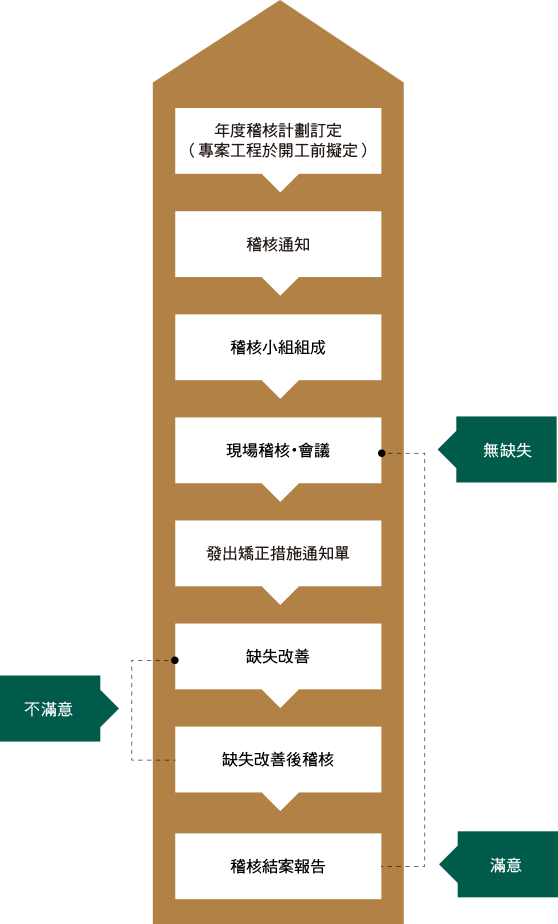 年度稽核計劃訂定
（專案工程於開工前擬定）
稽核通知
稽核小組組成
現場稽核･會議
無缺失
發出矯正措施通知單
缺失改善
不滿意
缺失改善後稽核
稽核結案報告
滿意